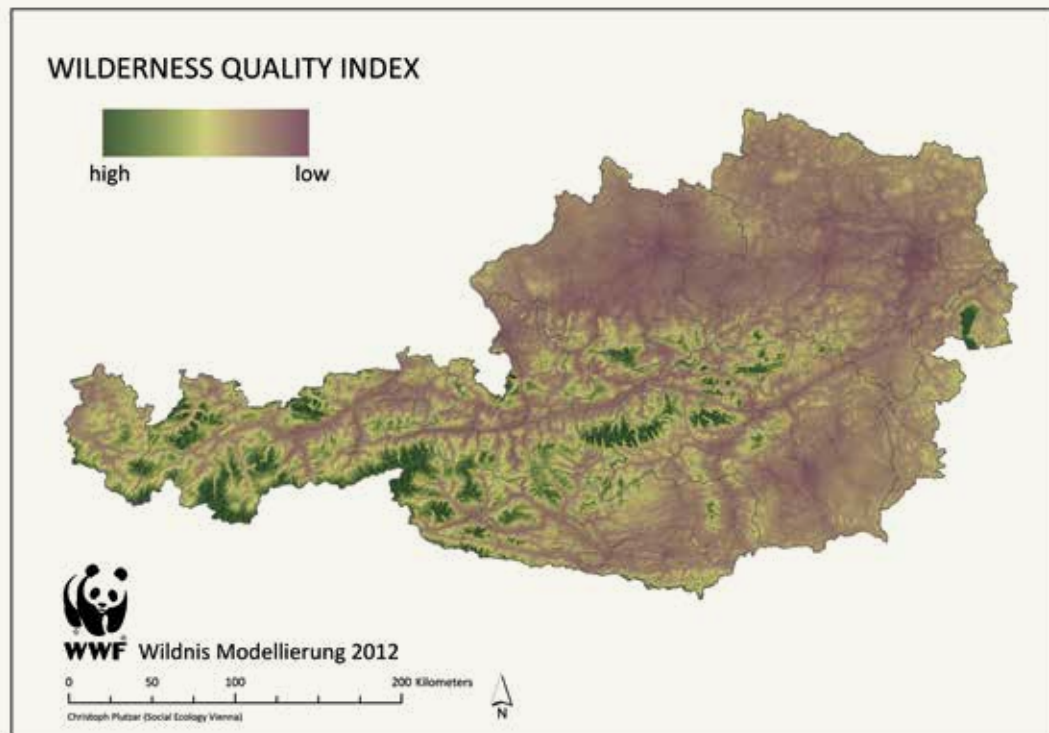 WILDERNESS QUALITY INDEX
high low
WWF Wildnis Modellierung 2012
0 50 100 200 Kilometers
Christoph Plutzar (Social Ecology Vienna)
N